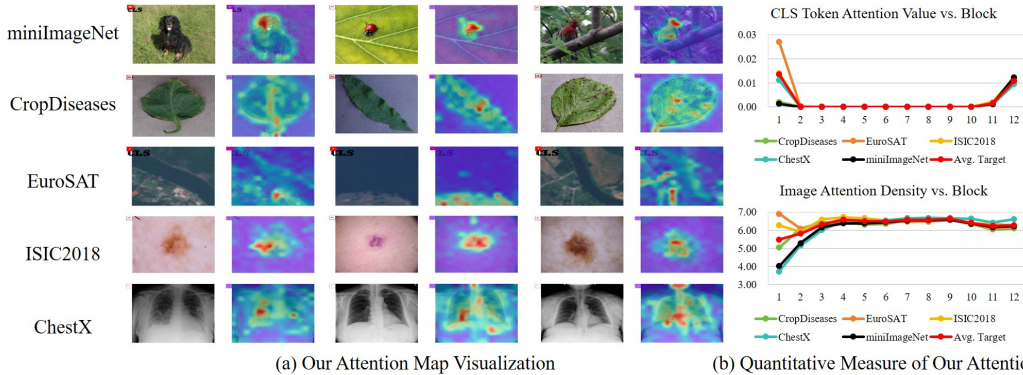 miniImageNet
CLS
CropDiseases
EuroSAT
CLS
CLS
CLS
ISIC2018
ChestX
(a) Our Attention Map Visualization
CLS Token Attention Value vs. Block
0.03
0.02
0.01
0.00
1 2 3 4 5 6 7 8 9 10 11 12
CropDiseases EuroSAT ISIC2018
ChestX miniImageNet Avg. Target
Image Attention Density vs. Block
7.00
6.00
5.00
4.00
3.00
1 2 3 4 5 6 7 8 9 10 11 12
CropDiseases EuroSAT ISIC2018
ChestX miniImageNet Avg. Target
(b) Quantitative Measure of Our Attentio